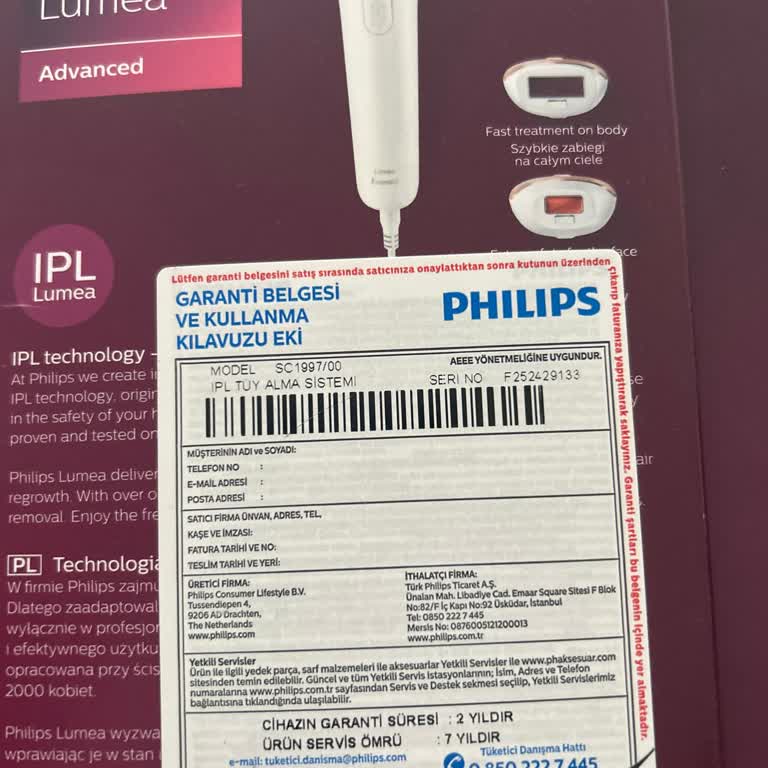 Lumea
Advanced
Fast treatment on body
Szybkie zabiegi
na całym ciele
IPL
Lumea
IPL technology
At Philips we create
IPL technology, origin
in the safety of your
proven and tested on
Philips Lumea deliver
regrowth. With over
removal. Enjoy the
PL Technologia
W firmie Philips zajmu
Dlatego zaadaptował
wyłącznie w profesjo
i efektywnego użytku
opracowana przy ścis
2000 kobiet.
Philips Lumea wyzwa
wprawiając je w stan
Lütfen garanti belgesini satış sırasında satıcınıza onaylattıktan sonra kutunun üzerinden
çıkarıp faturanıza yapıştırarak saklayınız. Garanti şartları bu belgenin içinde yer almaktadır.
GARANTİ BELGESİ
VE KULLANMA
KILAVUZU EKİ
PHILIPS
MODEL SC1997/00
AEEE YÖNETMELİĞİNE UYGUNDUR.
IPL TÜY ALMA SİSTEMİ
SERİ NO F252429133
MÜŞTERİNİN ADI ve SOYADI:
TELEFON NO :
E-MAİL ADRESİ :
POSTA ADRESİ :
SATICI FİRMA ÜNVAN, ADRES, TEL,
KAŞE VE İMZASI:
FATURA TARİHİ VE NO:
TESLİM TARİHİ VE YERİ:
ÜRETİCİ FİRMA:
Philips Consumer Lifestyle B.V.
Tussendiepen 4,
9206 AD Drachten,
The Netherlands
www.philips.com
İTHALATÇI FİRMA:
Türk Philips Ticaret A.Ş.
Ünalan Mah. Libadiye Cad. Emaar Square Sitesi F Blok
No:82/F İç Kapı No:92 Üsküdar, İstanbul
Tel: 0850 222 7 445
Mersis No: 0876005121200013
www.philips.com.tr
Yetkili Servisler
Ürün ile ilgili yedek parça, sarf malzemeleri ile aksesuarlar Yetkili Servisler ile www.phaksesuar.com
sitesinden temin edilebilir. Güncel ve tüm Yetkili Servis istasyonlarının; İsim, Adres ve Telefon
numaralarına www.philips.com.tr sayfasından Servis ve Destek sekmesi seçilip, Yetkili Servislerimiz
bağlantısına tıklandığında ulaşılabilir.
CİHAZIN GARANTİ SÜRESİ : 2 YILDIR
ÜRÜN SERVİS ÖMRÜ : 7 YILDIR
e-mail: tuketici.danisma@philips.com
Tüketici Danışma Hattı
0 850 222 7 445